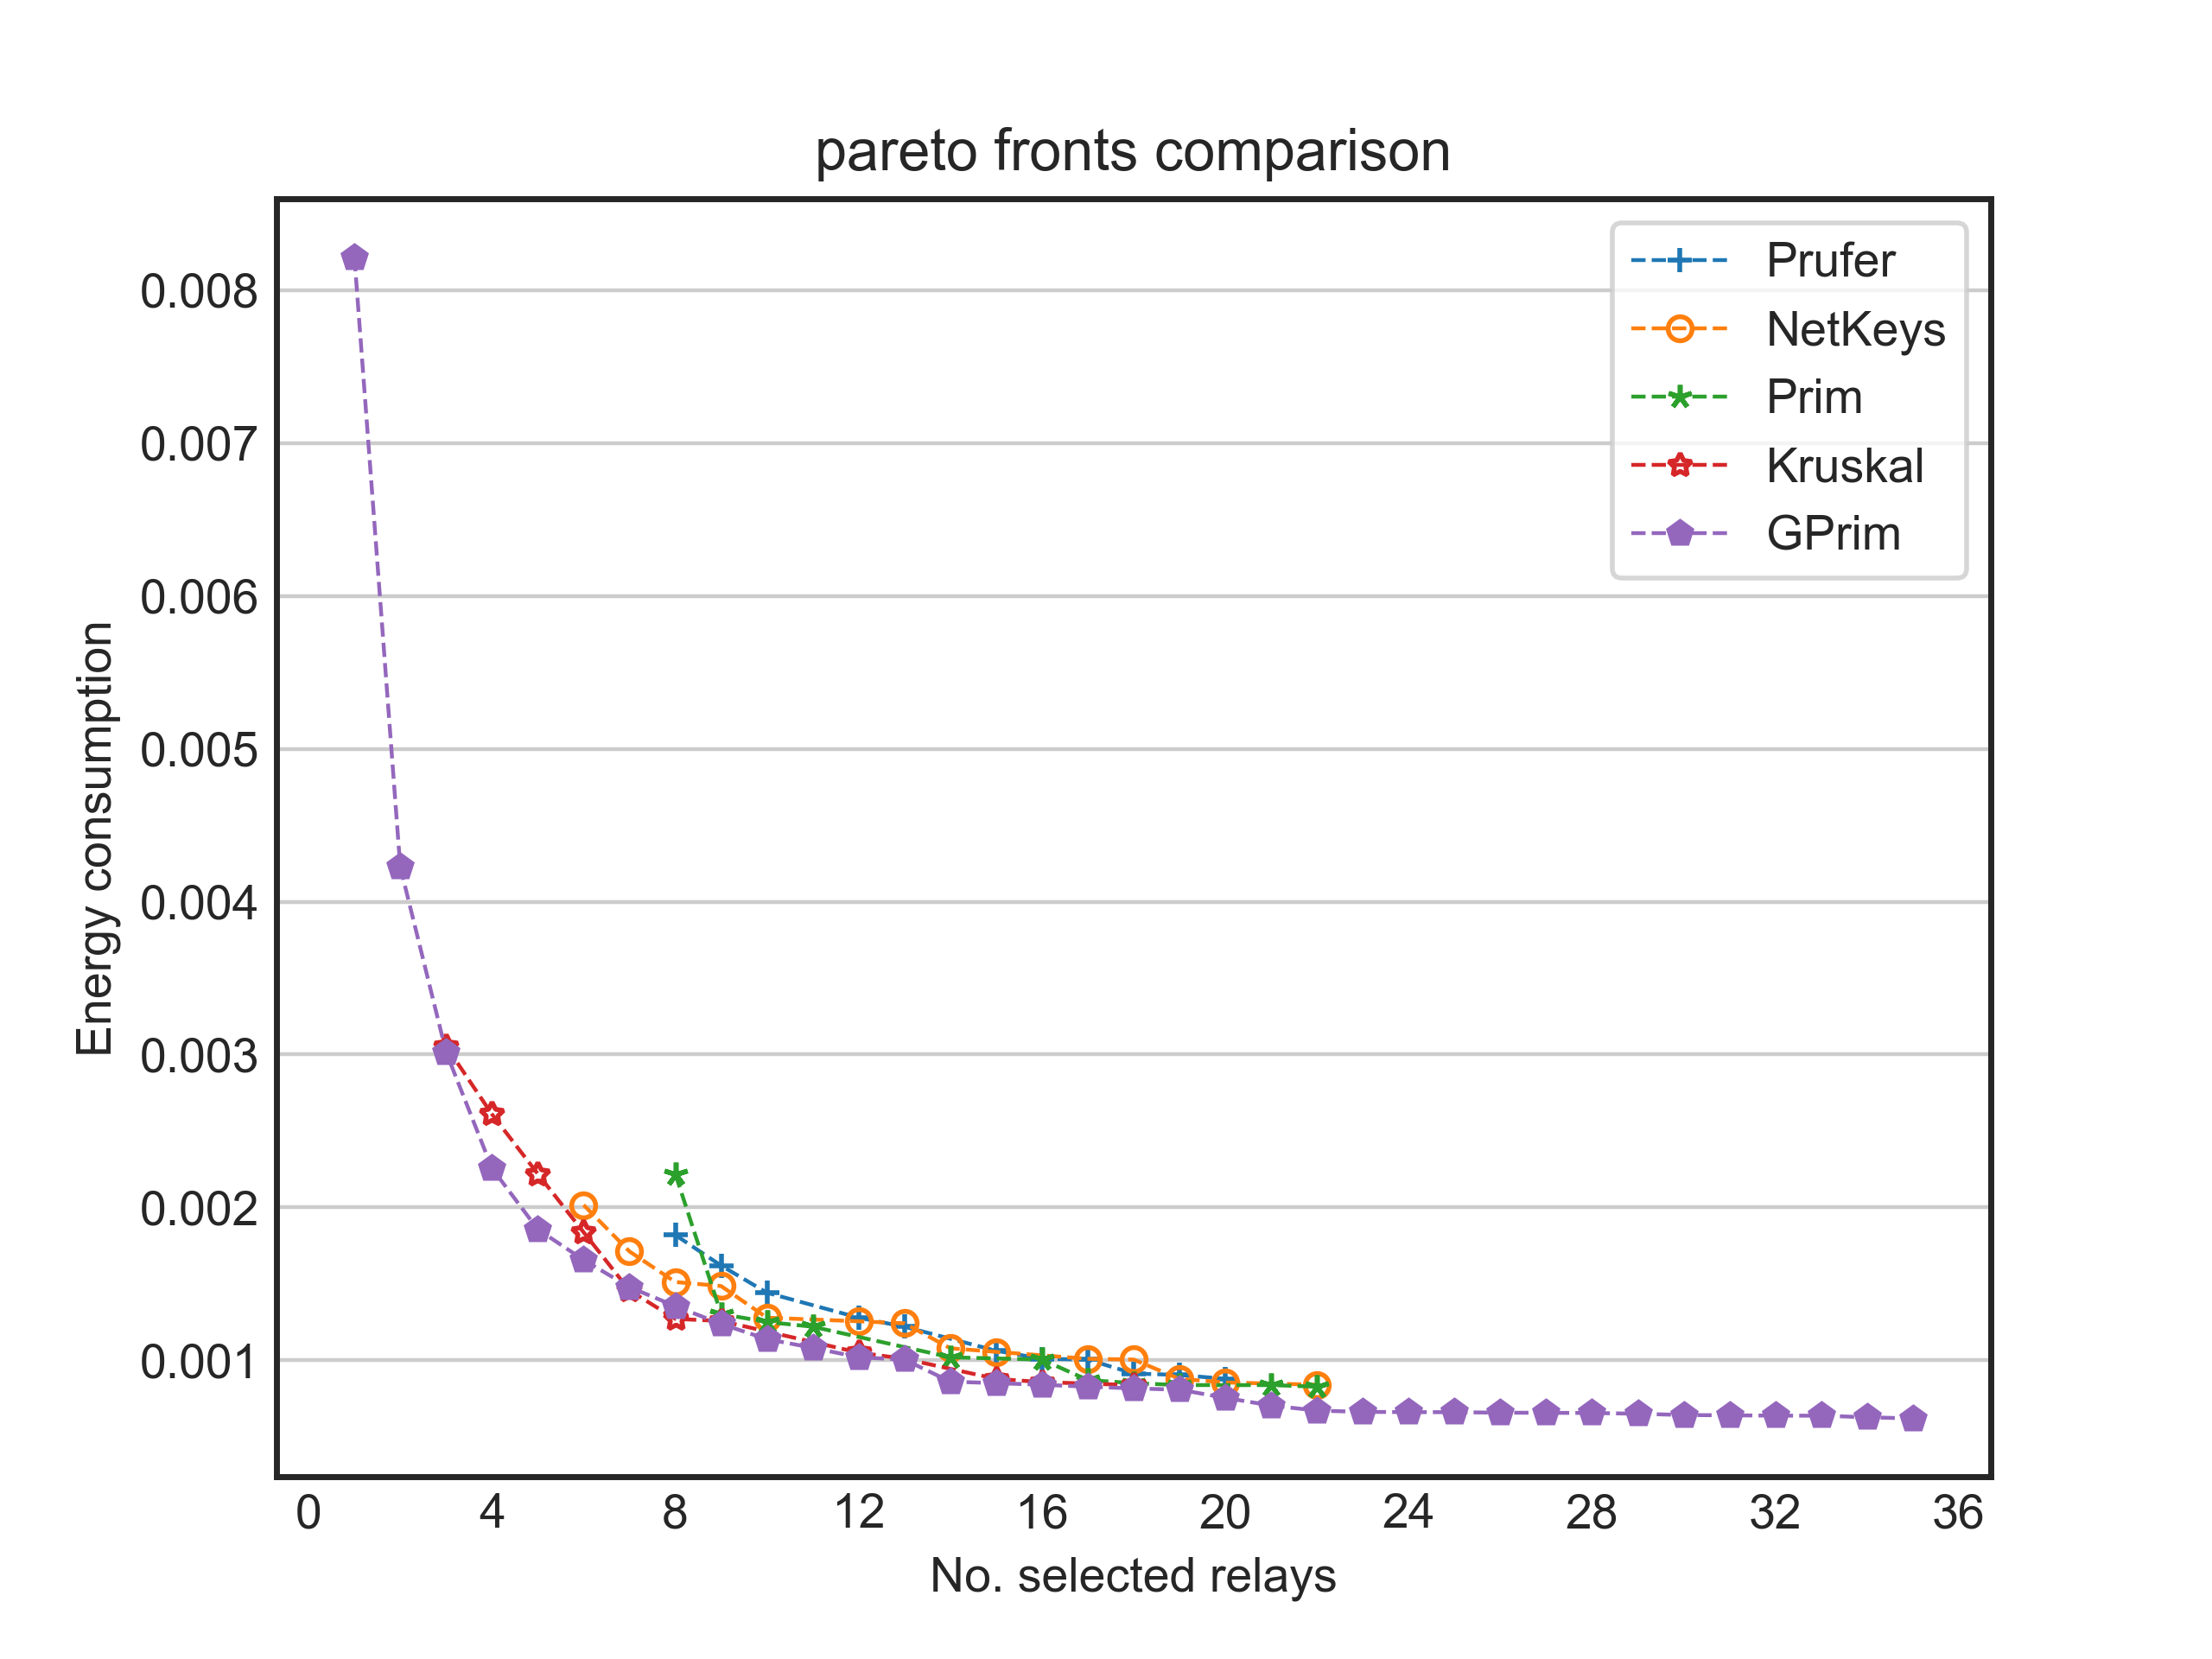 pareto fronts comparison
Prufer
NetKeys
Prim
Kruskal
GPrim
0.008
0.007
0.006
0.005
0.004
0.003
0.002
0.001
Energy consumption
0 4 8 12 16 20 24 28 32 36
No. selected relays